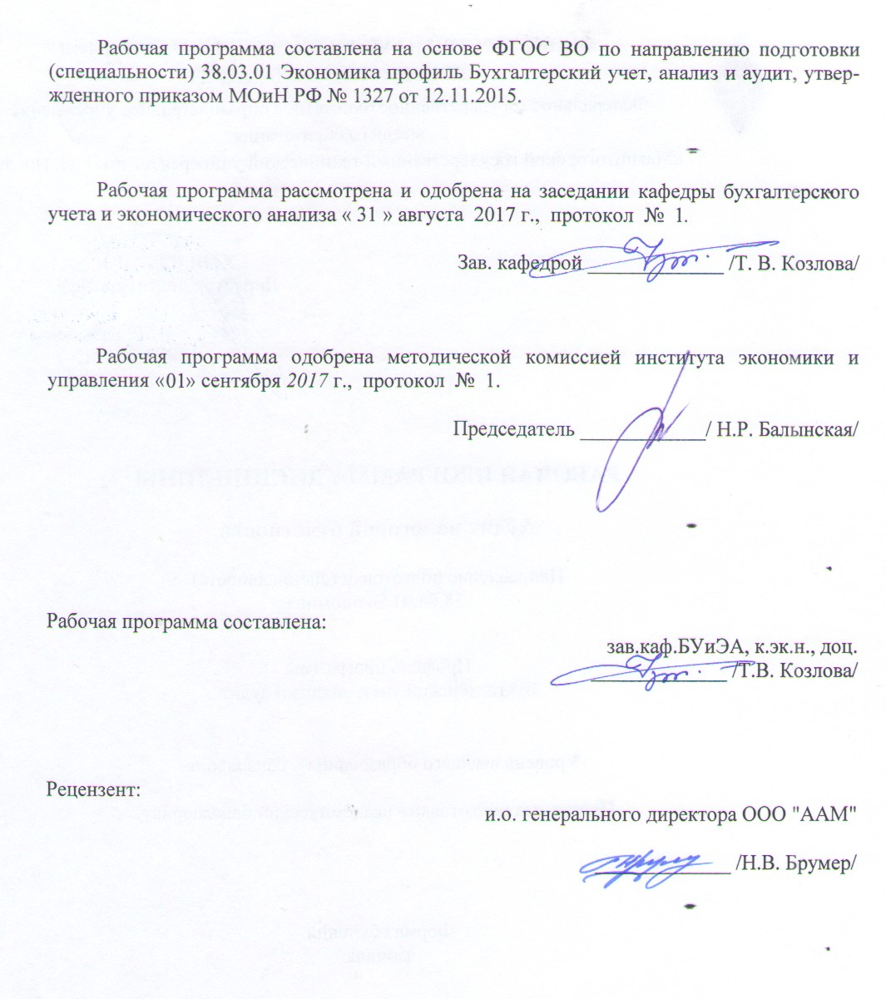 Рабочая программа составлена на основе ФГОС ВО по направлению подготовки
(специальности) 38.03.01 Экономика профиль Бухгалтерский учет, анализ и аудит, утвер-
жденного приказом МОиН РФ № 1327 от 12.11.2015.
Рабочая программа рассмотрена и одобрена на заседании кафедры бухгалтерского
учета и экономического анализа « 31 » августа 2017 г., протокол № 1.
Зав. кафедрой _____________ /Т. В. Козлова/
Рабочая программа одобрена методической комиссией института экономики и
управления «01» сентября 2017 г., протокол № 1.
Председатель ____________/ Н.Р. Балынская/
Рабочая программа составлена:
зав.каф.БУиЭА, к.эк.н., доц.
_____________ /Т.В. Козлова/
Рецензент:
и.о. генерального директора ООО "ААМ"
_____________ /Н.В. Брумер/